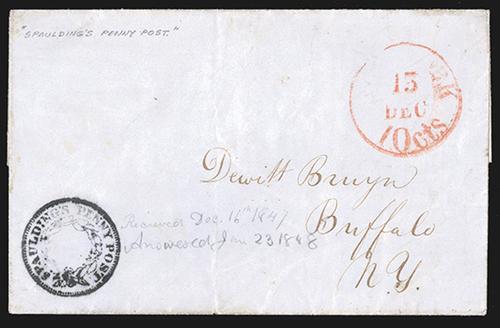 "SPAULDING'S PENNY POST."
15
DEC
10cts
Dewitt Bruyn
Buffalo
N.Y.
Received Dec. 16th 1847
Answered Jan 23 1848
SPAULDING'S PENNY POST